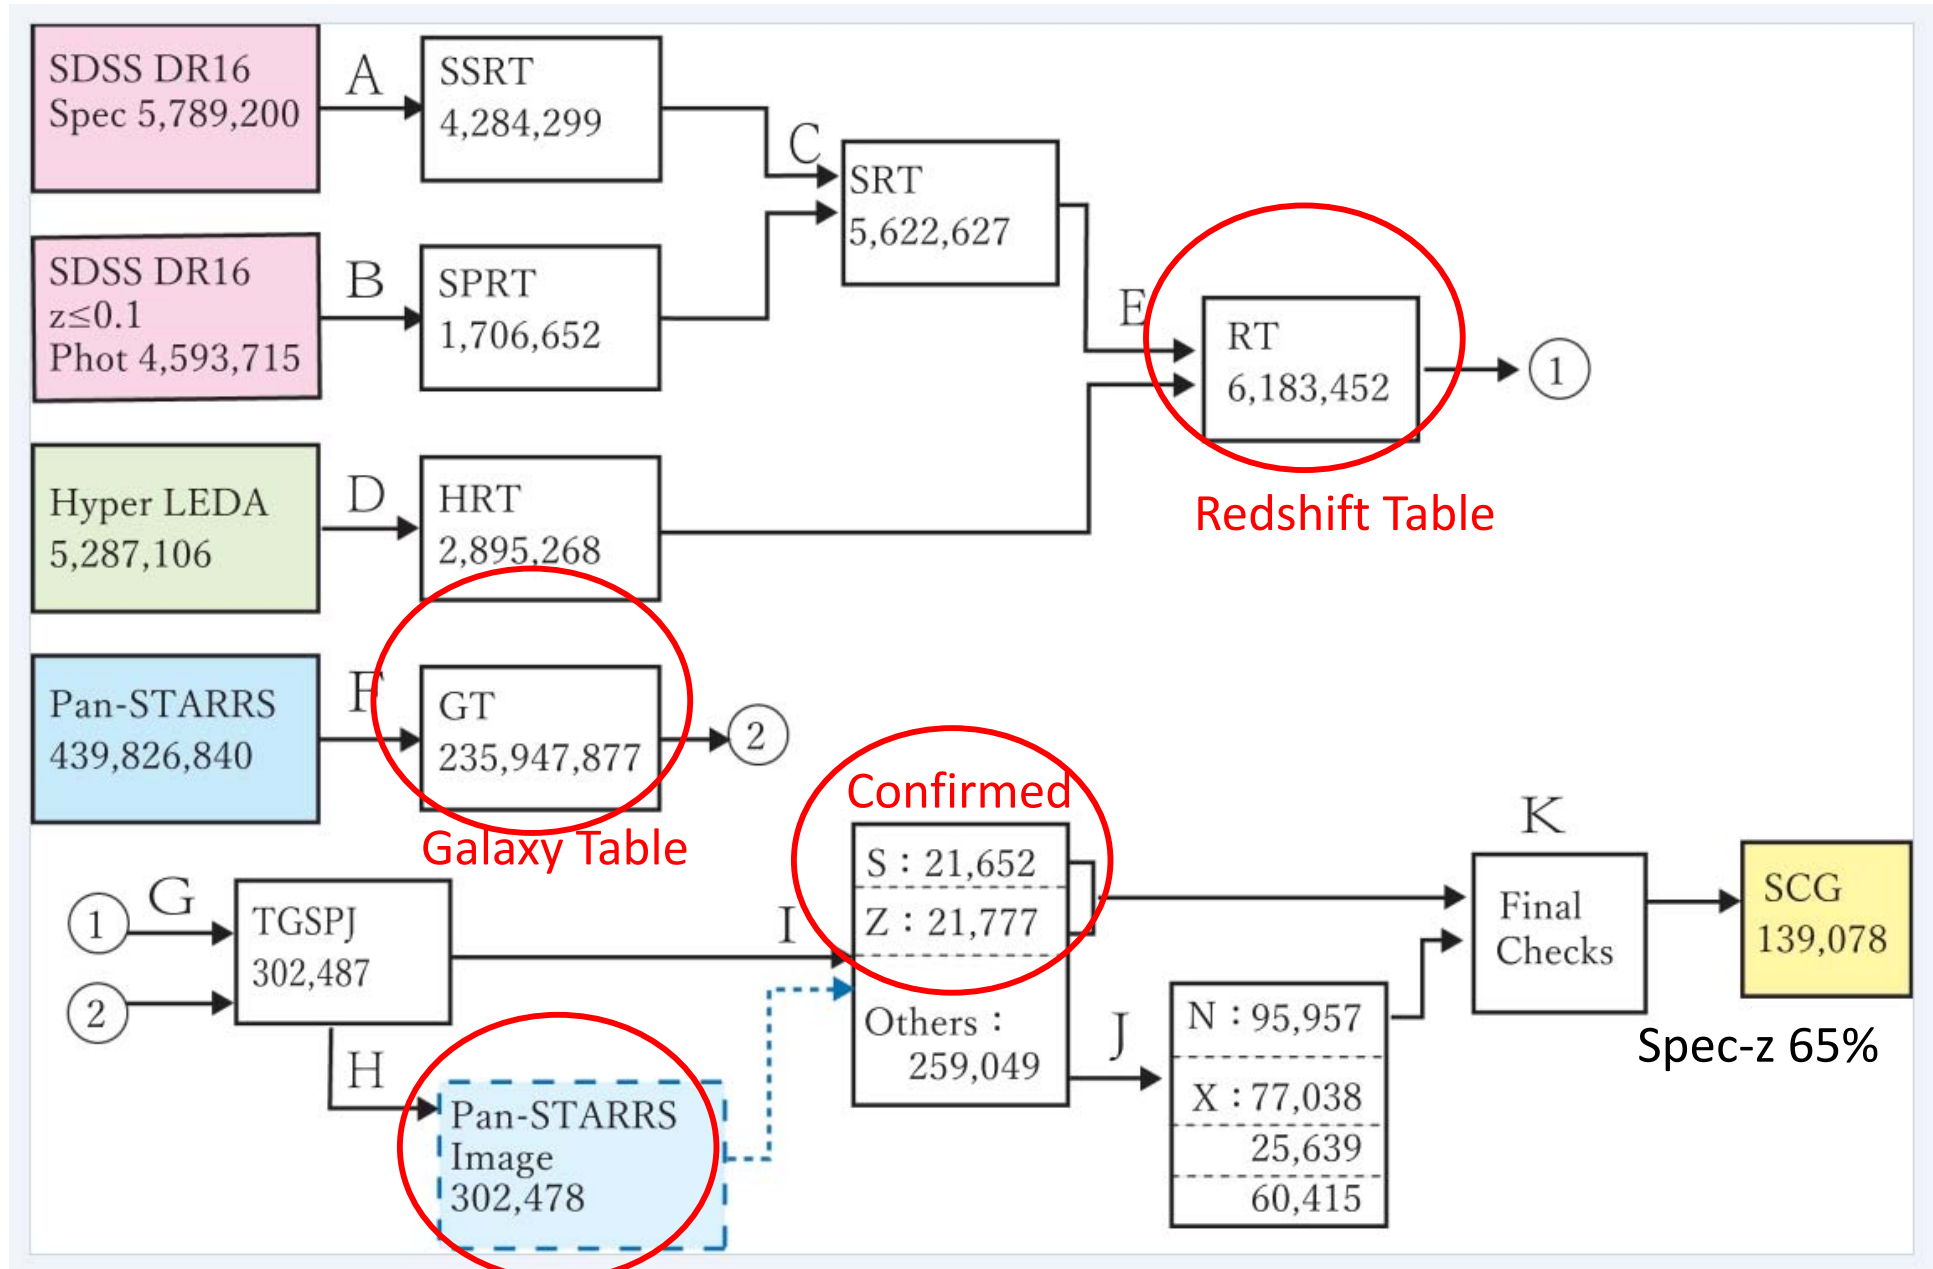 SDSS DR16
Spec 5,789,200
A
SSRT
4,284,299
C
SRT
5,622,627
SDSS DR16
z≤0.1
Phot 4,593,715
B
SPRT
1,706,652
E
RT
6,183,452
1
Redshift Table
Hyper LEDA
5,287,106
D
HRT
2,895,268
Pan-STARRS
439,826,840
F
GT
235,947,877
2
Galaxy Table
1
2
G
TGSPJ
302,487
H
Pan-STARRS
Image
302,478
I
Confirmed
S : 21,652
Z : 21,777
Others :
259,049
J
N : 95,957
X : 77,038
25,639
60,415
K
Final
Checks
SCG
139,078
Spec-z 65%